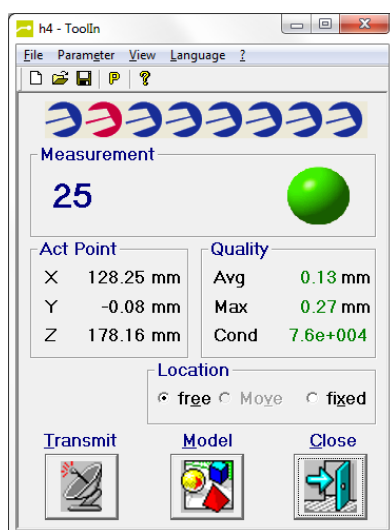 h4 - ToolIn
File Parameter View Language ?
P ?
Measurement
25
Act Point
X 128.25 mm
Y -0.08 mm
Z 178.16 mm
Quality
Avg 0.13 mm
Max 0.27 mm
Cond 7.6e+004
Location
free Move fixed
Transmit Model Close